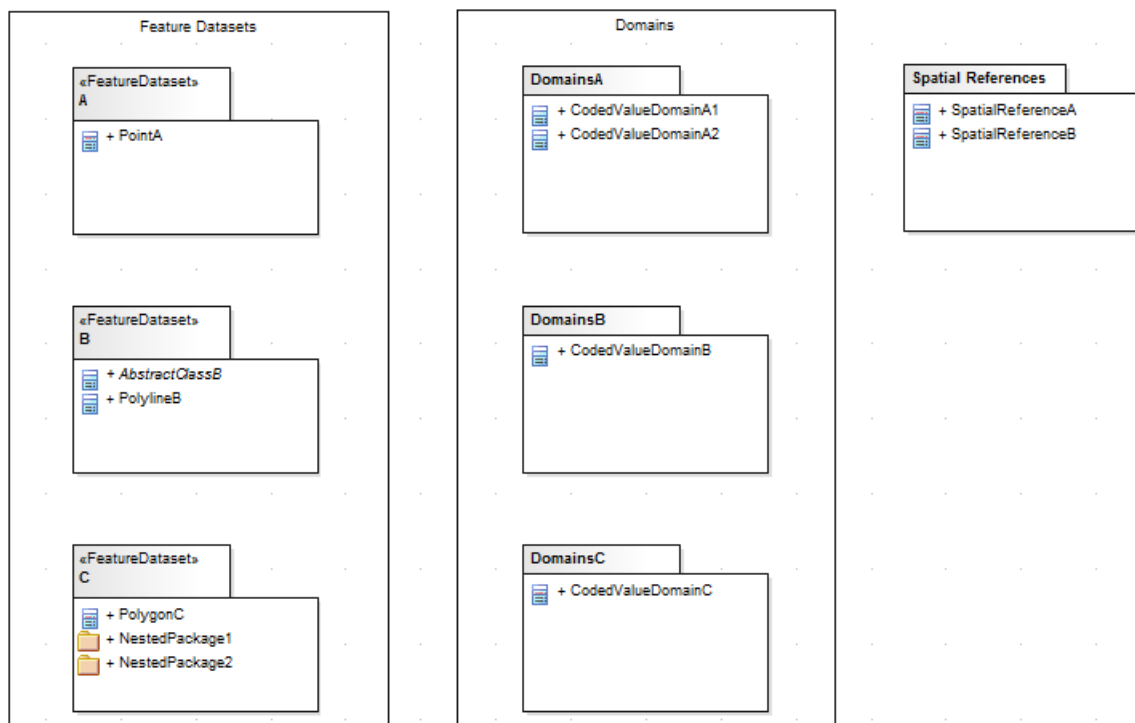 Feature Datasets
«FeatureDataset»
A
+ PointA
«FeatureDataset»
B
+ AbstractClassB
+ PolylineB
«FeatureDataset»
C
+ PolygonC
+ NestedPackage1
+ NestedPackage2
Domains
DomainsA
+ CodedValueDomainA1
+ CodedValueDomainA2
DomainsB
+ CodedValueDomainB
DomainsC
+ CodedValueDomainC
Spatial References
+ SpatialReferenceA
+ SpatialReferenceB